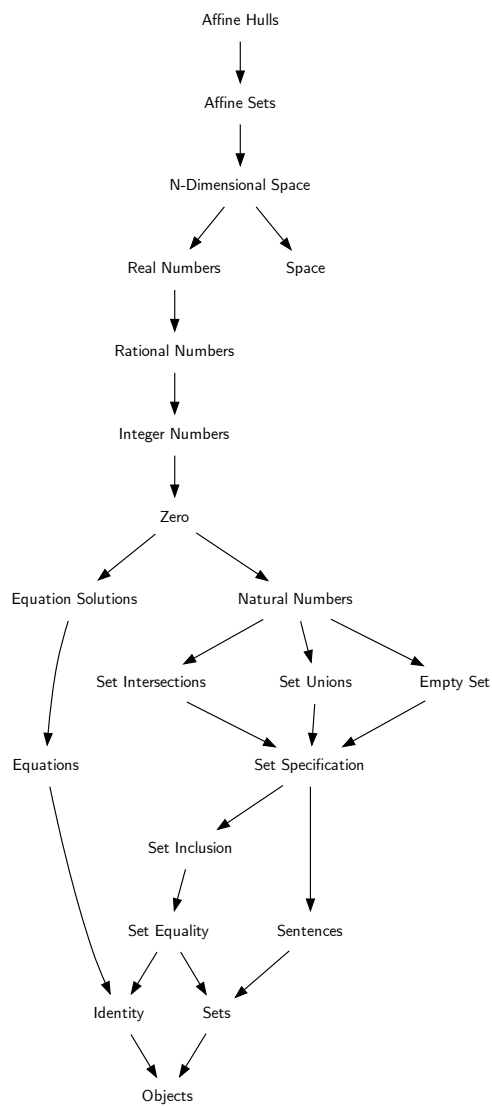 Affine Hulls
Affine Sets
N-Dimensional Space
Real Numbers
Space
Rational Numbers
Integer Numbers
Zero
Equation Solutions
Natural Numbers
Set Intersections
Set Unions
Empty Set
Equations
Set Specification
Set Inclusion
Set Equality
Sentences
Identity
Sets
Objects